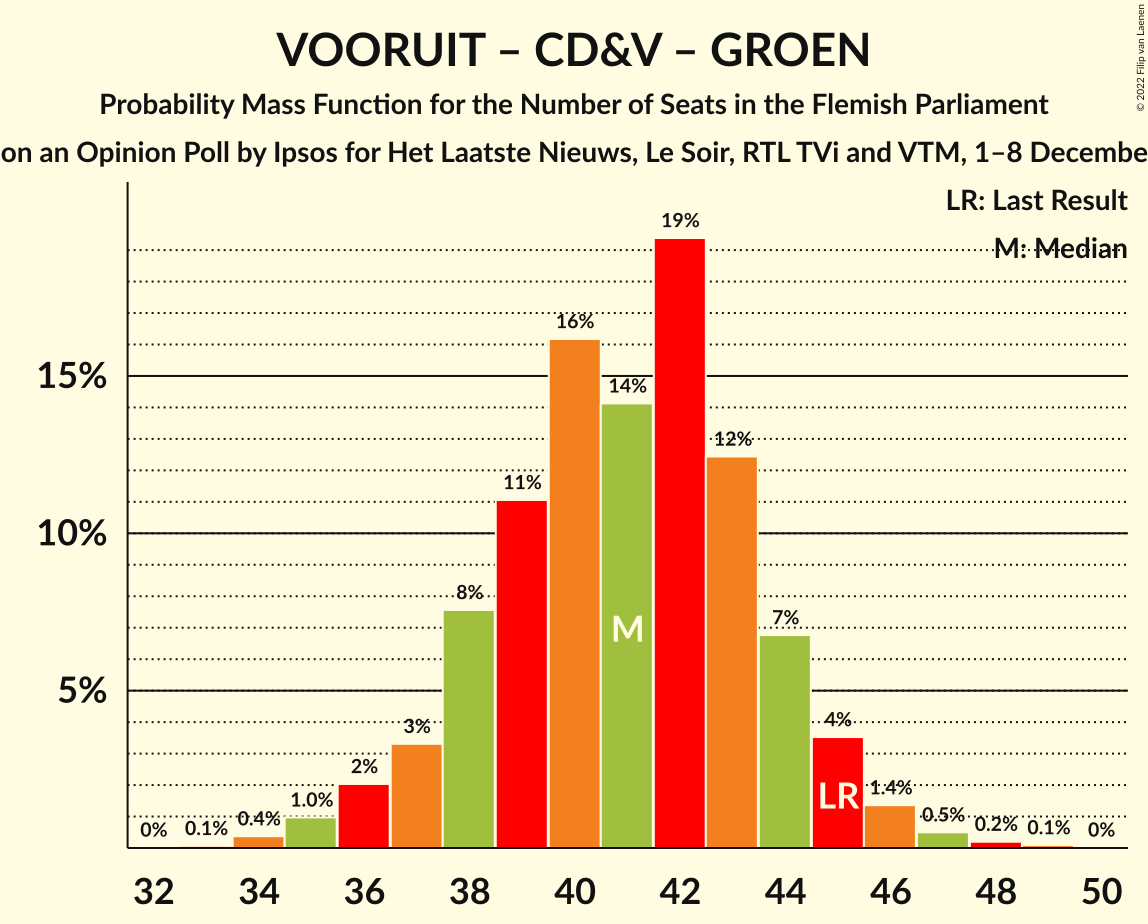 VOORUIT – CD&V – GROEN
Probability Mass Function for the Number of Seats in the Flemish Parliament
on an Opinion Poll by Ipsos for Het Laatste Nieuws, Le Soir, RTL TVi and VTM, 1–8 Decembe
© 2022 Filip van Laenen
LR: Last Result
M: Median
19%
16%
15%
14%
12%
11%
10%
8%
M
7%
5%
4%
3%
2%
LR
1.4%
1.0%
0.5%
0.4%
0.2%
0% 0.1% 0.1% 0%
32 34 36 38 40 42 44 46 48 50